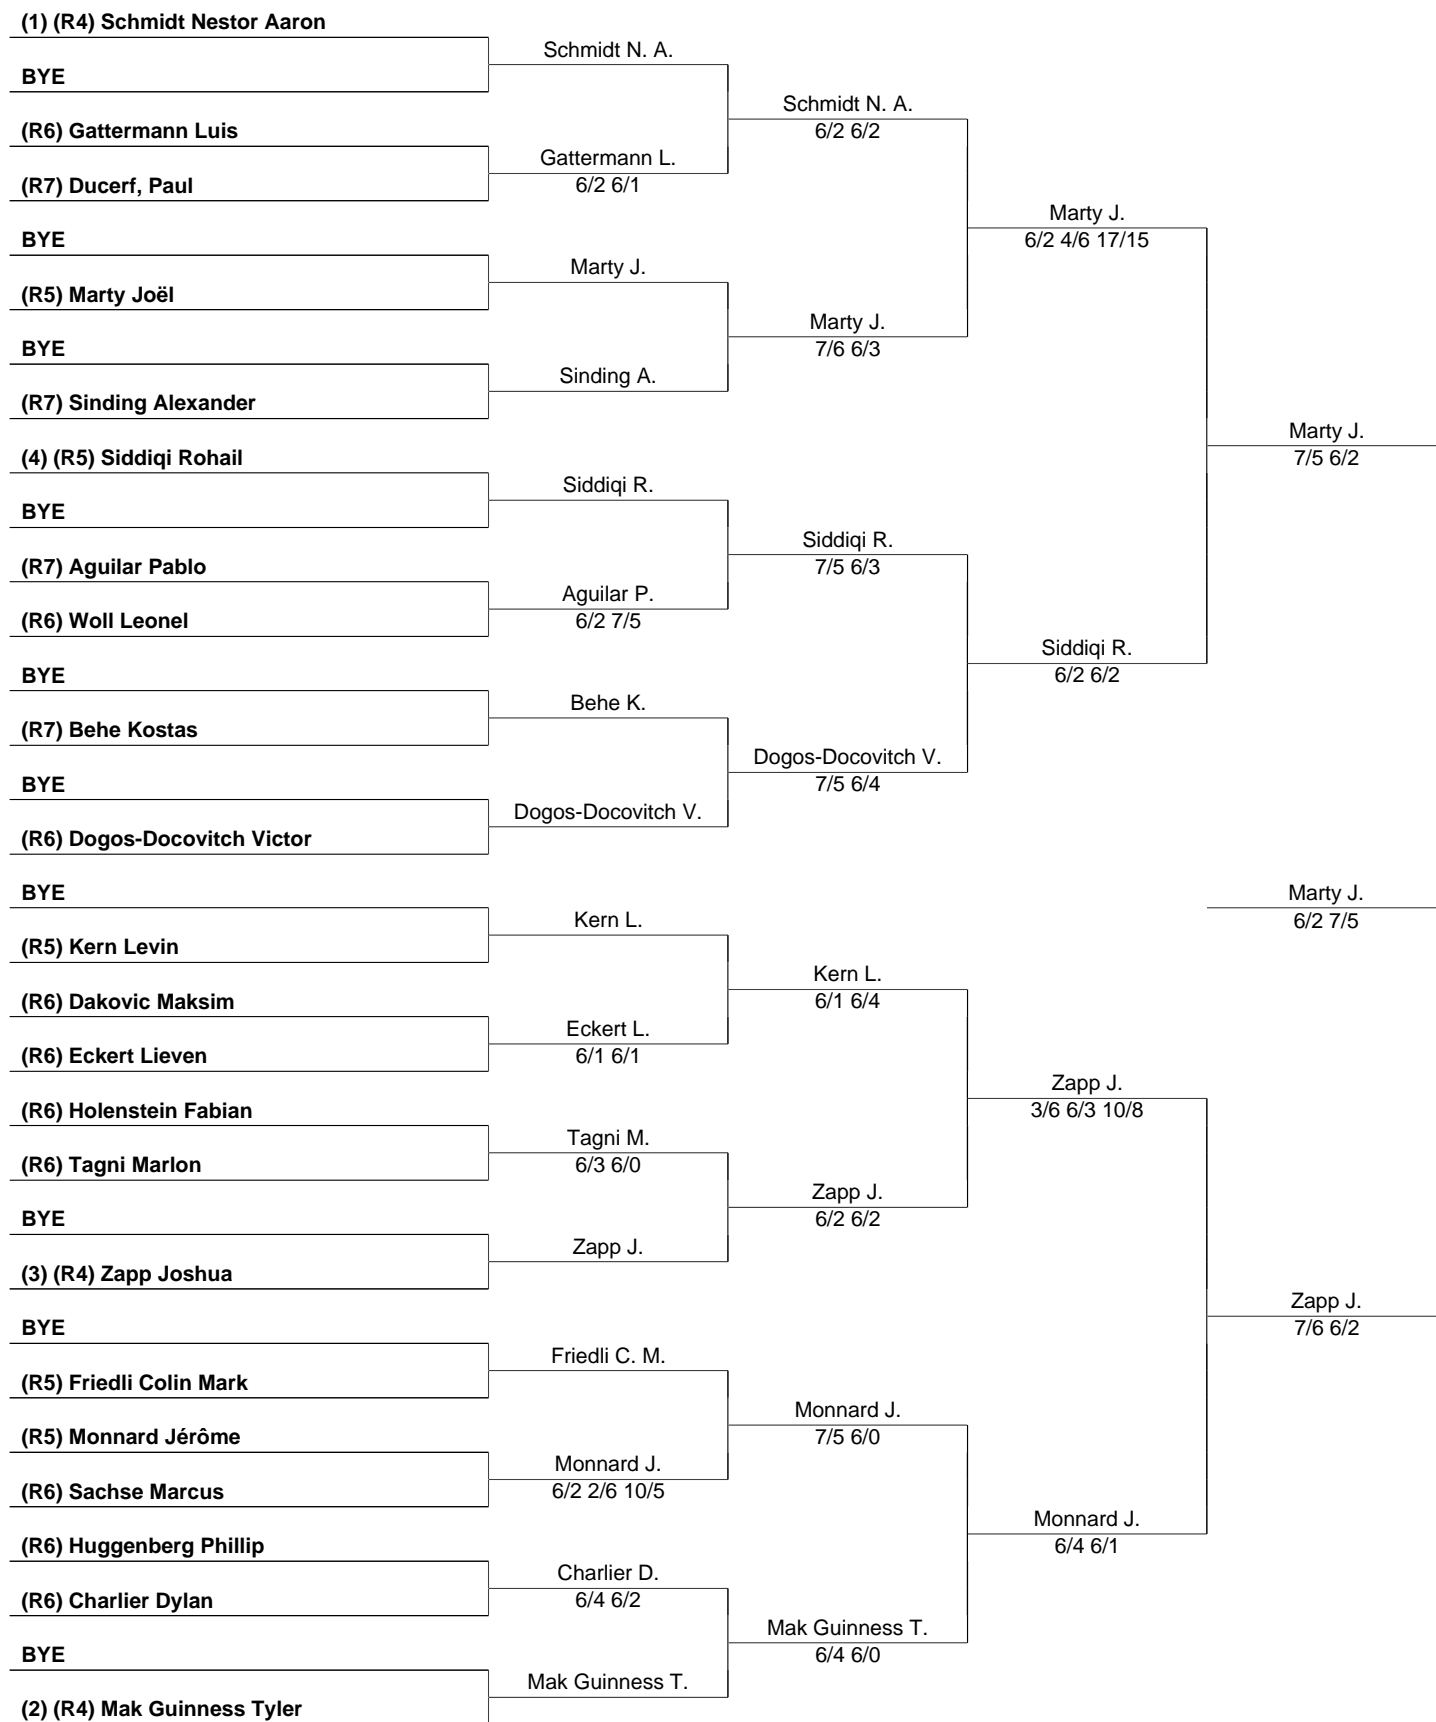 (1) (R4) Schmidt Nestor Aaron
Schmidt N. A.
BYE
Schmidt N. A.
6/2 6/2
(R6) Gattermann Luis
Gattermann L.
6/2 6/1
(R7) Ducerf, Paul
Marty J.
6/2 4/6 17/15
BYE
Marty J.
(R5) Marty Joël
Marty J.
7/6 6/3
BYE
Sinding A.
(R7) Sinding Alexander
Marty J.
7/5 6/2
(4) (R5) Siddiqi Rohail
Siddiqi R.
BYE
Siddiqi R.
7/5 6/3
(R7) Aguilar Pablo
Aguilar P.
6/2 7/5
(R6) Woll Leonel
Siddiqi R.
6/2 6/2
BYE
Behe K.
(R7) Behe Kostas
Dogos-Docovitch V.
7/5 6/4
BYE
Dogos-Docovitch V.
(R6) Dogos-Docovitch Victor
BYE
Marty J.
6/2 7/5
Kern L.
(R5) Kern Levin
Kern L.
6/1 6/4
(R6) Dakovic Maksim
Eckert L.
6/1 6/1
(R6) Eckert Lieven
Zapp J.
3/6 6/3 10/8
(R6) Holenstein Fabian
Tagni M.
6/3 6/0
(R6) Tagni Marlon
Zapp J.
6/2 6/2
BYE
Zapp J.
(3) (R4) Zapp Joshua
Zapp J.
7/6 6/2
BYE
Friedli C. M.
(R5) Friedli Colin Mark
Monnard J.
7/5 6/0
(R5) Monnard Jérôme
Monnard J.
6/2 2/6 10/5
(R6) Sachse Marcus
Monnard J.
6/4 6/1
(R6) Huggenberg Phillip
Charlier D.
6/4 6/2
(R6) Charlier Dylan
Mak Guinness T.
6/4 6/0
BYE
Mak Guinness T.
(2) (R4) Mak Guinness Tyler